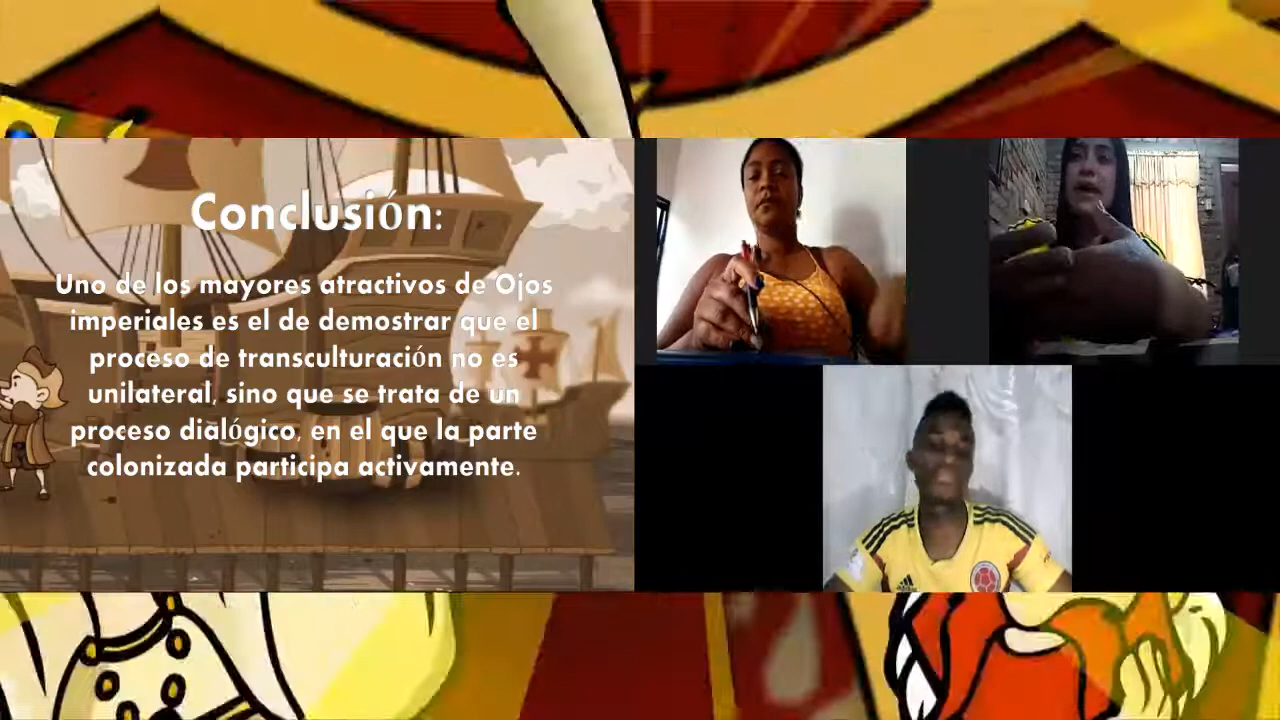 Conclusión:
Uno de los mayores atractivos de Ojos
imperiales es el de demostrar que el
proceso de transculturación no es
unilateral, sino que se trata de un
proceso dialógico, en el que la parte
colonizada participa activamente.